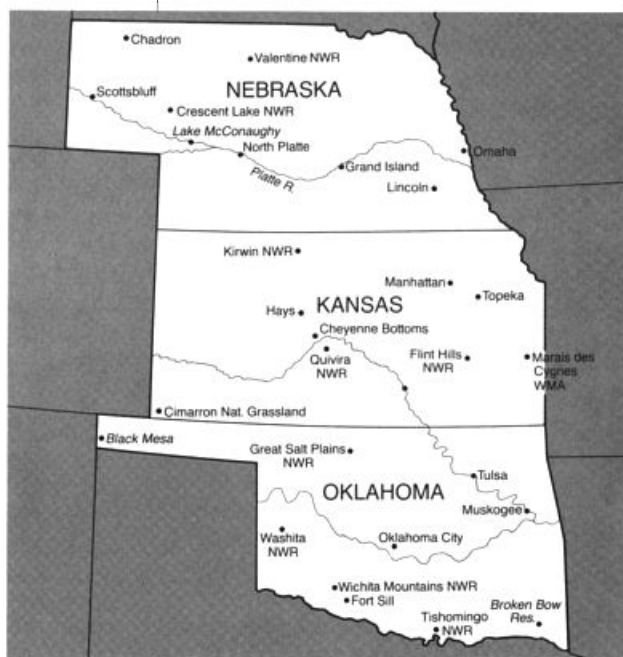 Chadron
Valentine NWR
NEBRASKA
Scottsbluff
Crescent Lake NWR
Lake McConaughy
North Platte
Platte R.
Grand Island
Omaha
Lincoln
Kirwin NWR
Manhattan
Topeka
KANSAS
Hays
Cheyenne Bottoms
Quivira
NWR
Flint Hills
NWR
Marais des
Cygnes
WMA
Cimarron Nat. Grassland
Black Mesa
Great Salt Plains
NWR
Tulsa
OKLAHOMA
Muskogee
Washita
NWR
Oklahoma City
Wichita Mountains NWR
Fort Sill
Tishomingo
NWR
Broken Bow
Res.